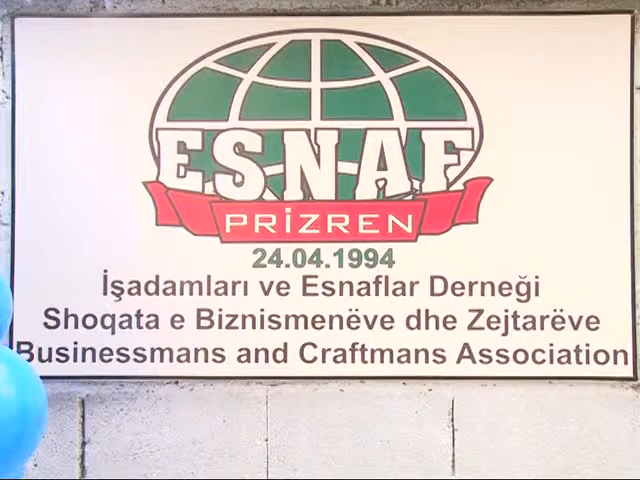 ESNAF
PRİZREN
24.04.1994
İşadamları ve Esnaflar Derneği
Shoqata e Biznismenëve dhe Zejtarëve
Businessmans and Craftmans Association